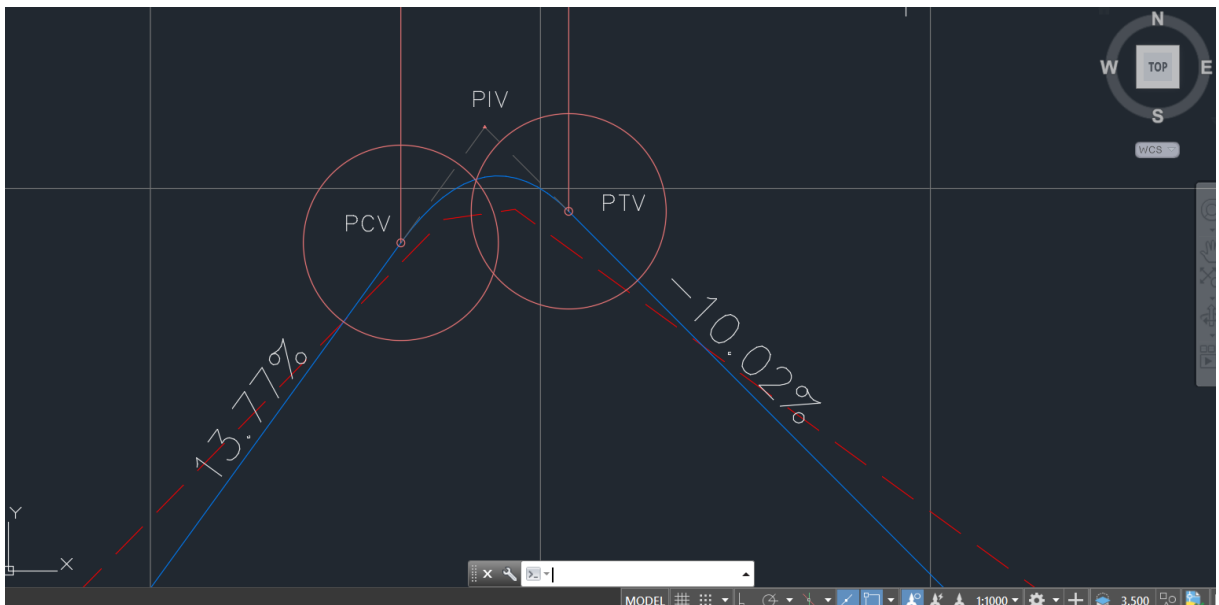 N
W
TOP
E
S
WCS
PIV
PCV
PTV
13.77%
-10.02%
Y
X
MODEL
1:1000
3.500